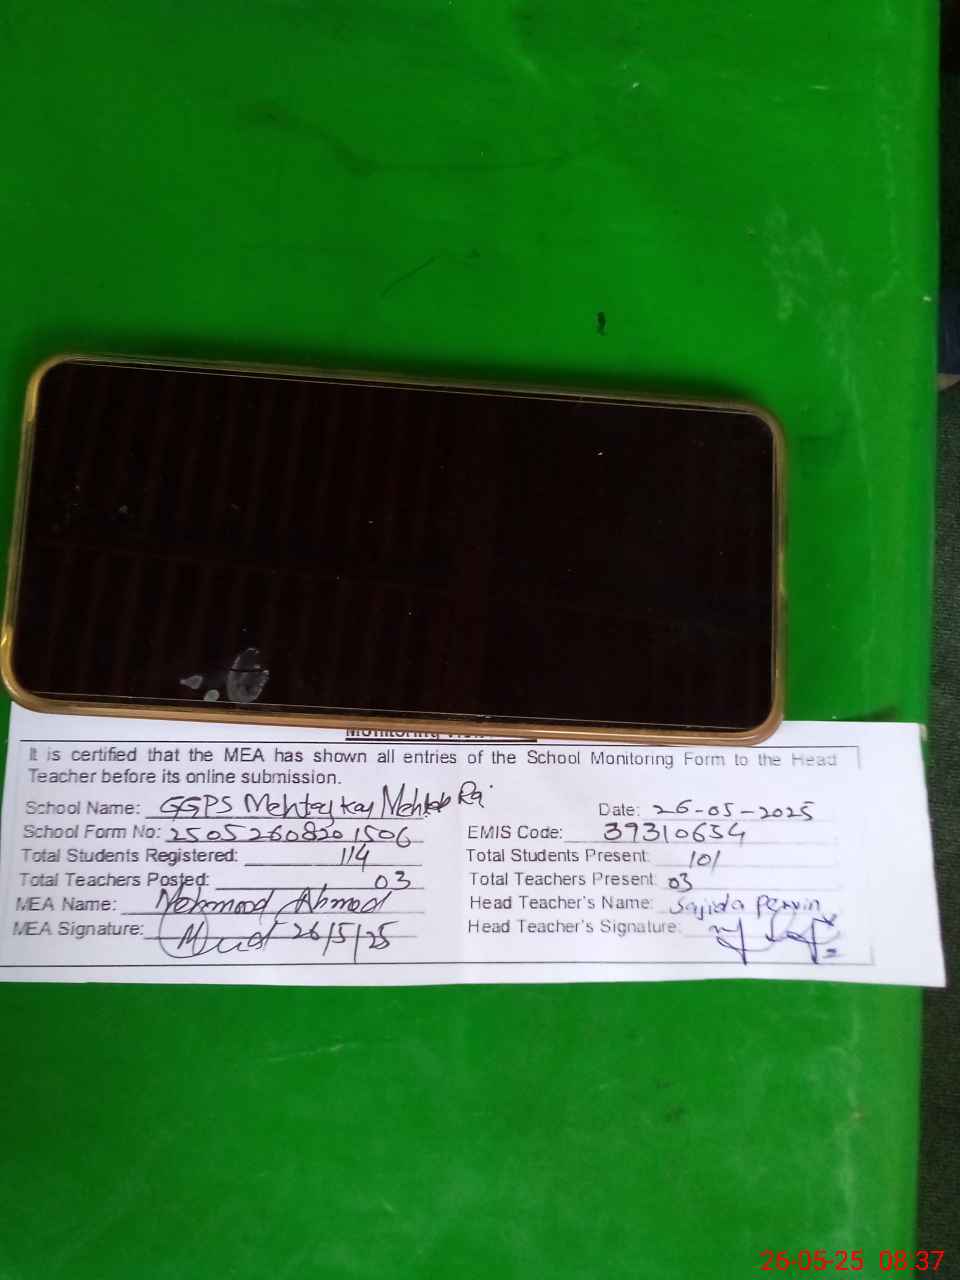 It is certified that the MEA has shown all entries of the School Monitoring Form to the Head
Teacher before its online submission.
School Name: GGPS Mehtay Kay Mehtab Rai
Date: 26-05-2025
School Form No: 25052608201506
EMIS Code: 39310634
Total Students Registered: 114
Total Students Present: 101
Total Teachers Posted: 03
Total Teachers Present: 03
MEA Name: Mehmood Ahmad
Head Teacher's Name: Sajida Pervin
MEA Signature: 26/5/25
Head Teacher's Signature:
26-05-25 08:37